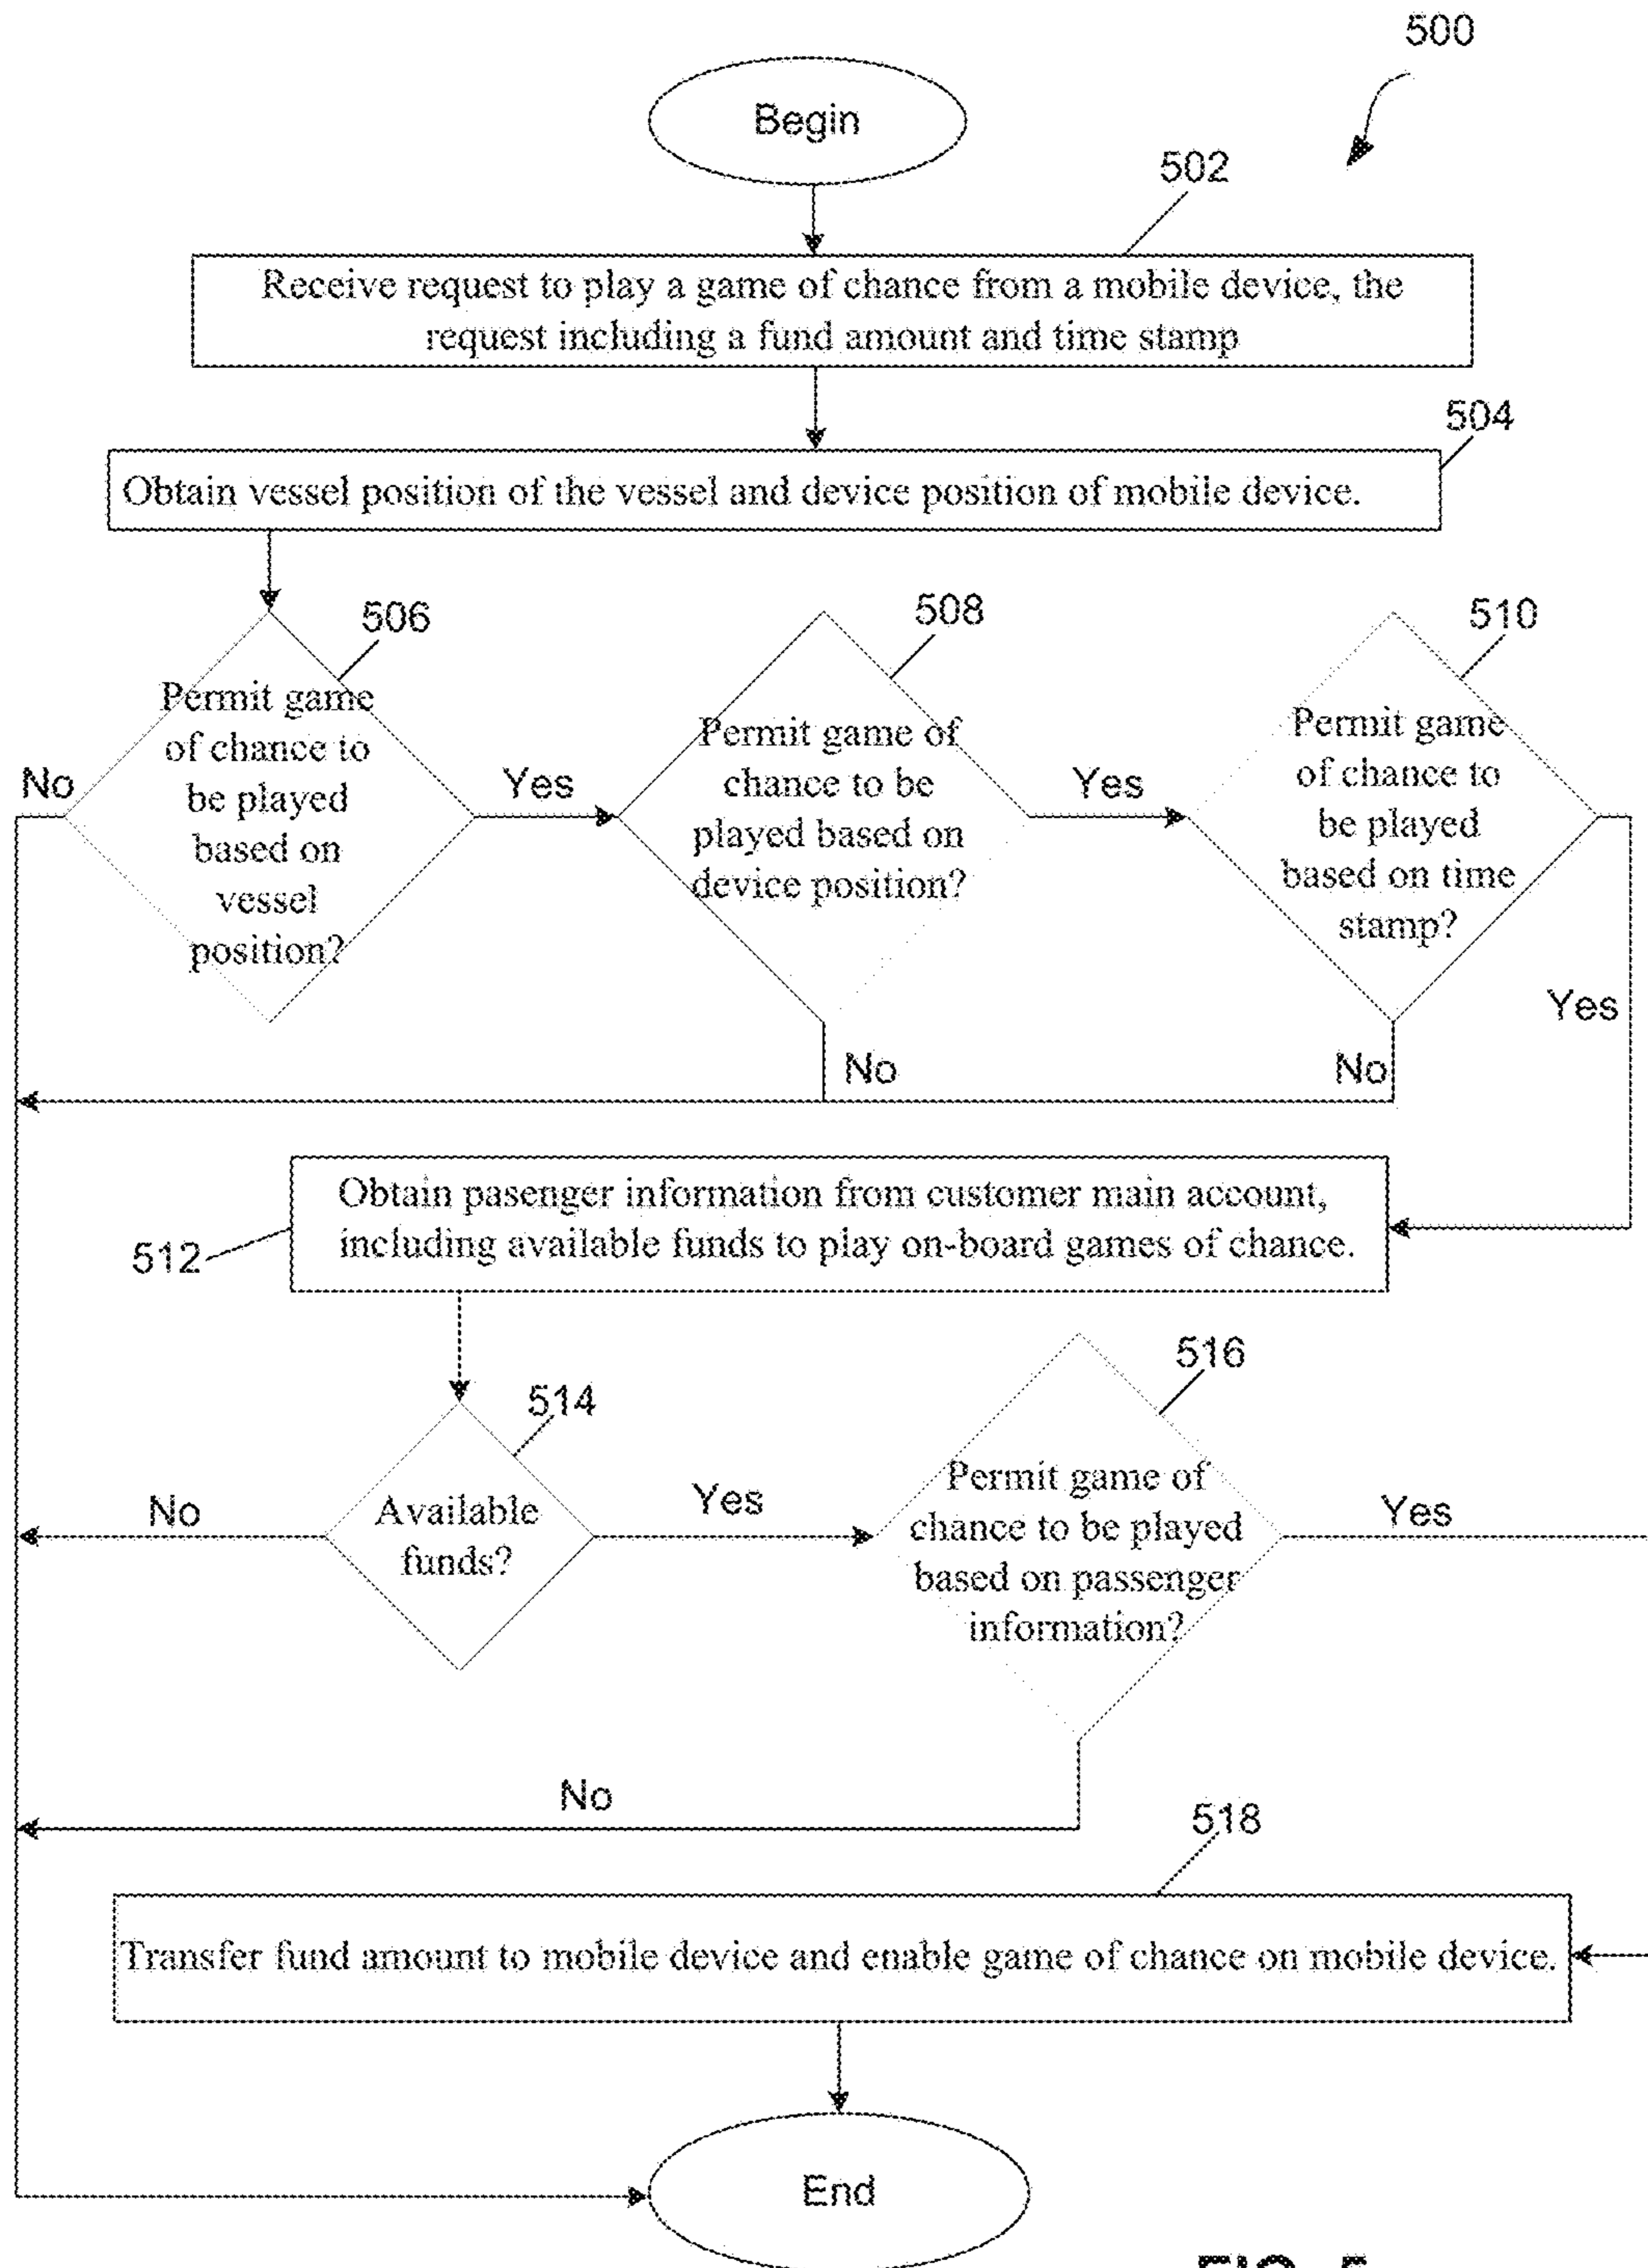 500
Begin
502
Receive request to play a game of chance from a mobile device, the
request including a fund amount and time stamp
504
Obtain vessel position of the vessel and device position of mobile device.
506
508
510
Permit game
of chance to
be played
based on
vessel
position?
Permit game of
chance to be
played based on
device position?
Permit game
of chance to
be played
based on time
stamp?
No
Yes
Yes
Yes
No
No
Obtain pasenger information from customer main account,
including available funds to play on-board games of chance.
512
514
516
Available
funds?
Permit game of
chance to be played
based on passenger
information?
No
Yes
Yes
No
518
Transfer fund amount to mobile device and enable game of chance on mobile device.
End
FIG. 5